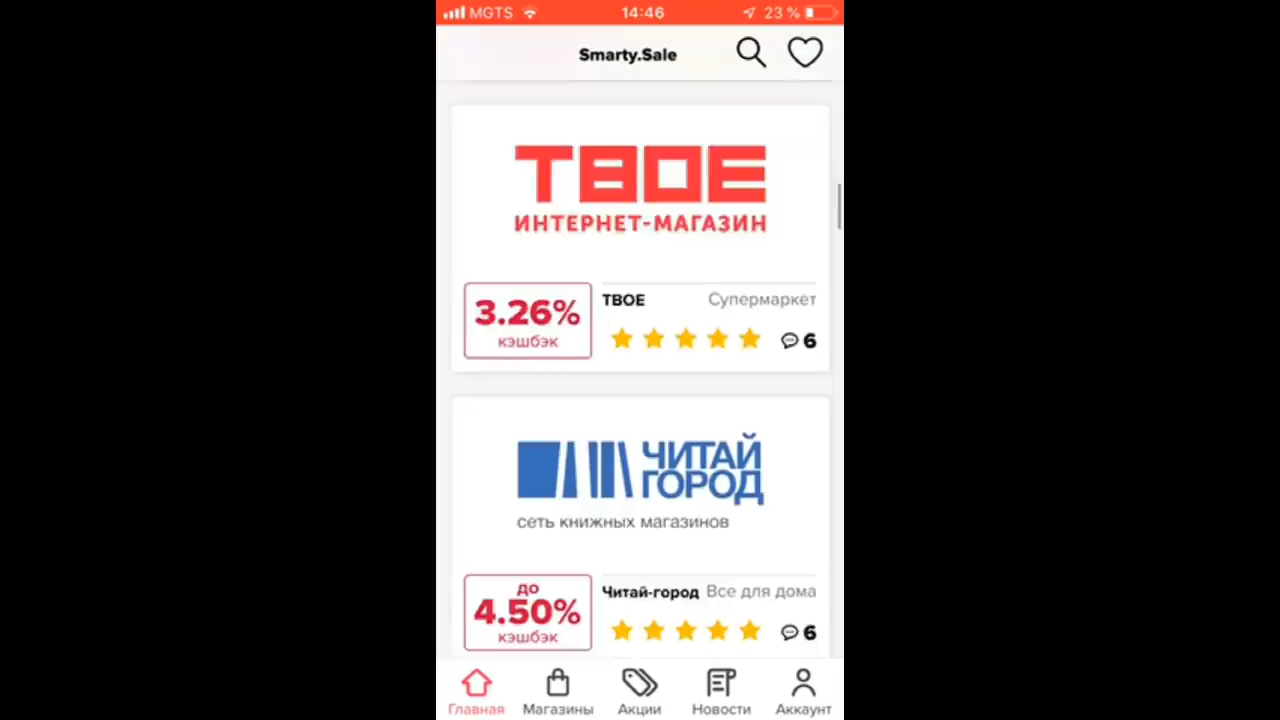 MGTS 14:46 23 %
Smarty.Sale
ТВОЕ
ИНТЕРНЕТ-МАГАЗИН
3.26%
кэшбэк
ТВОЕ Супермаркет
6
ЧИТАЙ
ГОРОД
сеть книжных магазинов
до
4.50%
кэшбэк
Читай-город Все для дома
6
Главная Магазины Акции Новости Аккаунт